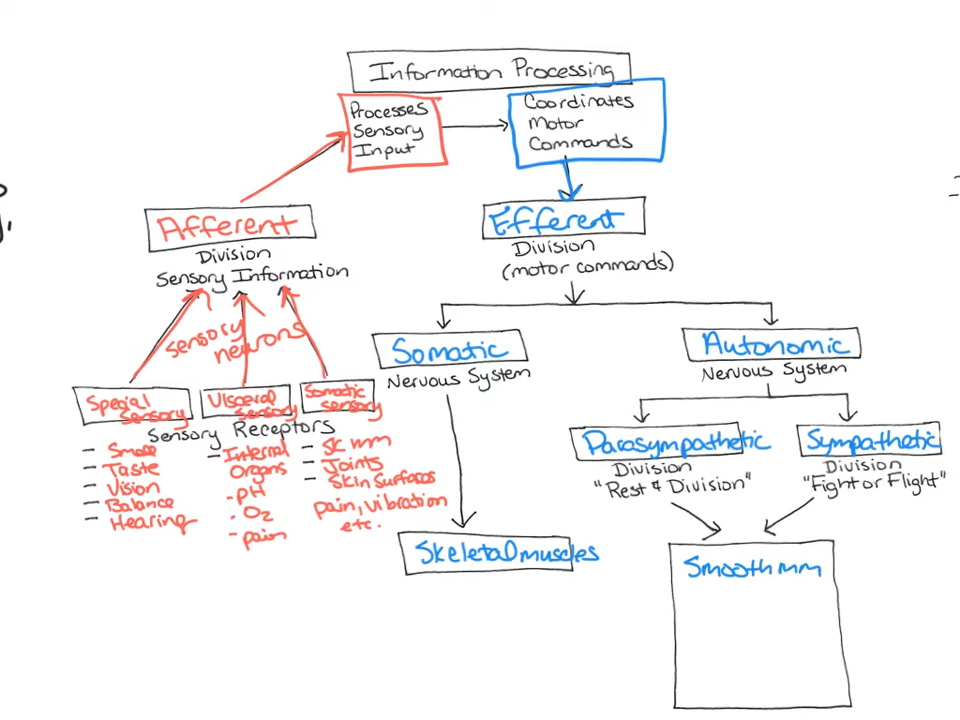 Information Processing
Processes
Sensory
Input
Coordinates
Motor
Commands
Afferent
Division
Sensory Information
Efferent
Division
(motor commands)
sensory
neurons
Somatic
Nervous System
Autonomic
Nervous System
Special
Sensory
Visceral
Sensory
Somatic
Sensory
Sensory Receptors
- Smell
- Taste
- Vision
- Balance
- Hearing
- Internal
Organs
- pH
- O2
- pain
- SK mm
- Joints
- Skin Surfaces
pain, vibration
etc.
Parasympathetic
Division
"Rest & Division"
Sympathetic
Division
"Fight or Flight"
Skeletal muscles
Smooth mm